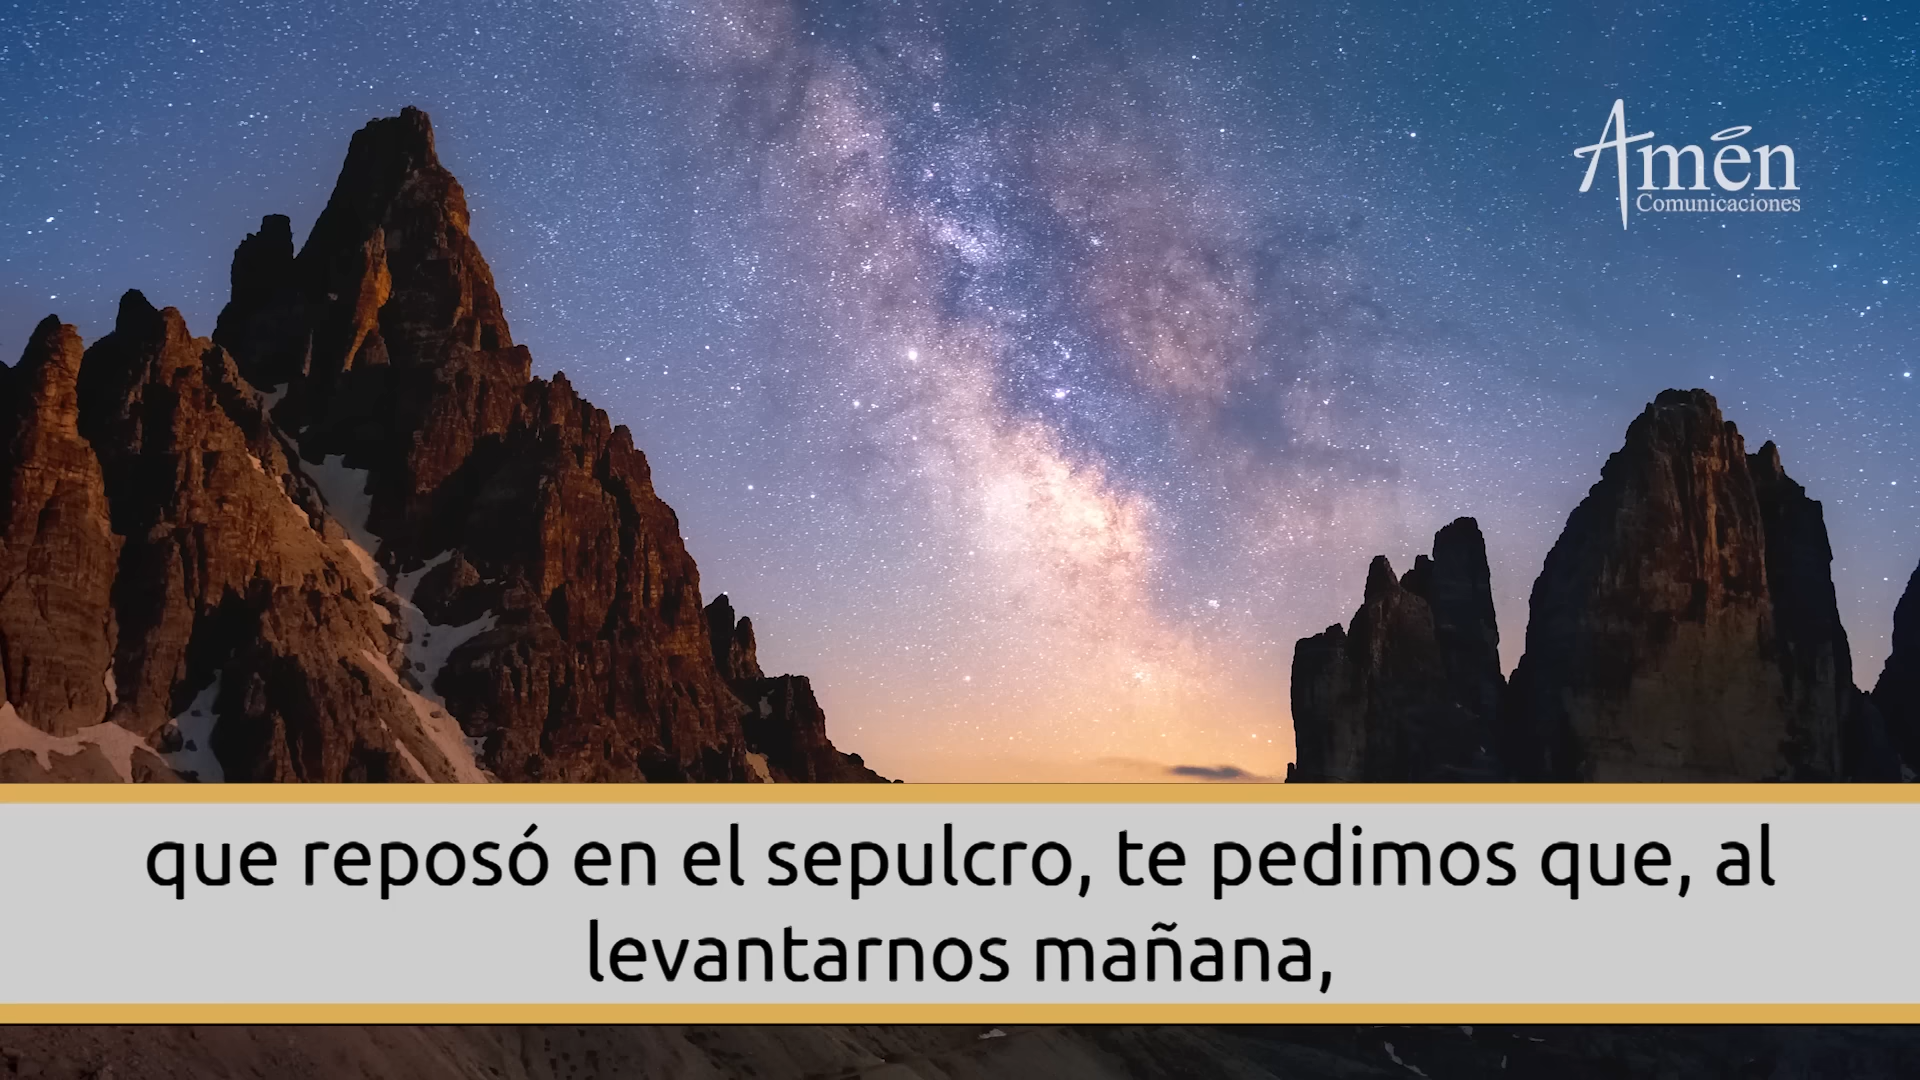 Amén
Comunicaciones
que reposó en el sepulcro, te pedimos que, al
levantarnos mañana,